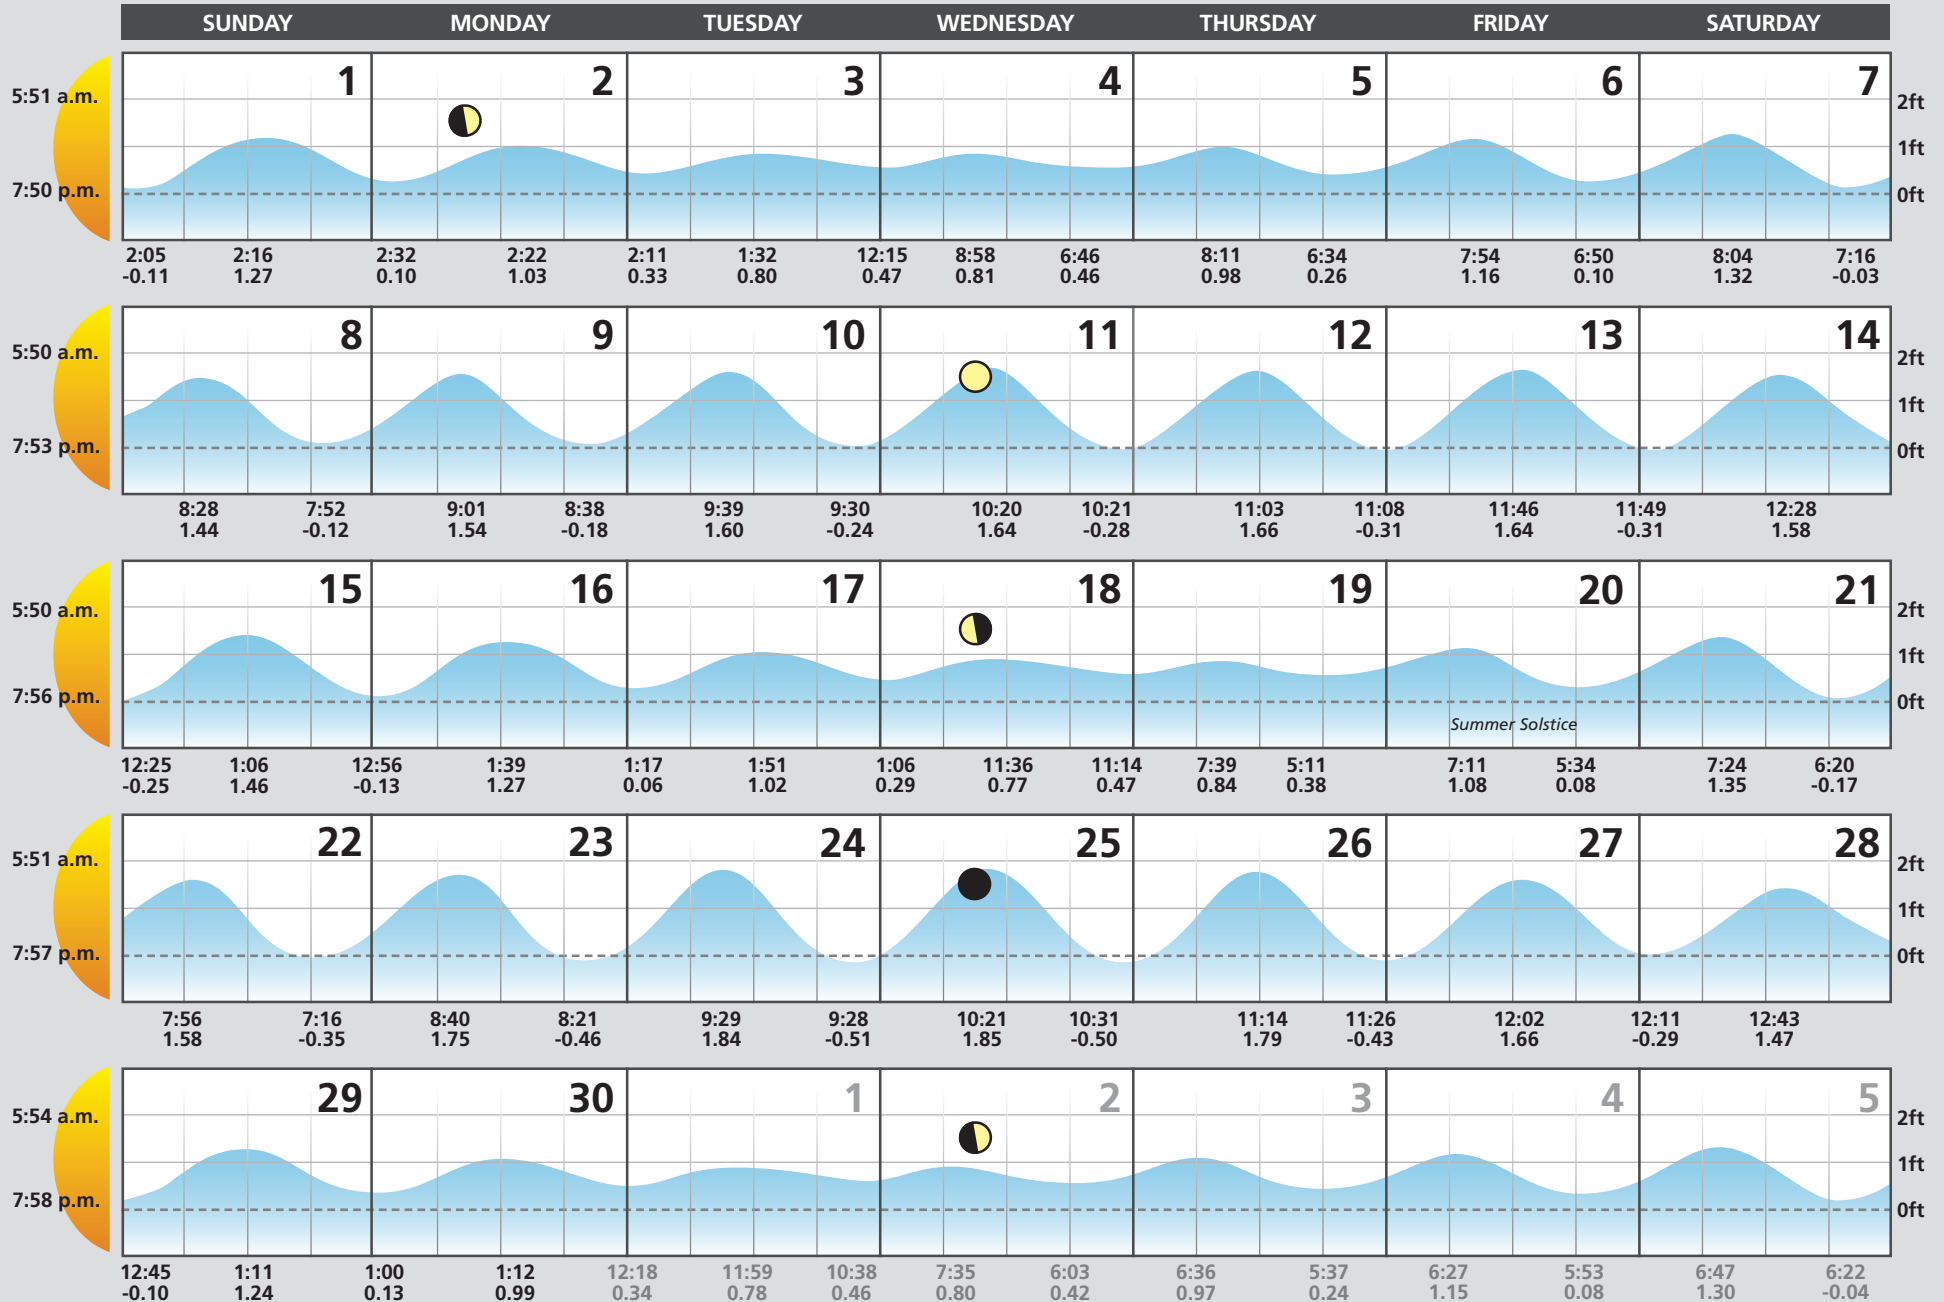 SUNDAY MONDAY TUESDAY WEDNESDAY THURSDAY FRIDAY SATURDAY
1 2 3 4 5 6 7
5:51 a.m. 2ft
1ft
7:50 p.m. 0ft
2:05 2:16 2:32 2:22 2:11 1:32 12:15 8:58 6:46 8:11 6:34 7:54 6:50 8:04 7:16
-0.11 1.27 0.10 1.03 0.33 0.80 0.47 0.81 0.46 0.98 0.26 1.16 0.10 1.32 -0.03
8 9 10 11 12 13 14
5:50 a.m. 2ft
1ft
7:53 p.m. 0ft
8:28 7:52 9:01 8:38 9:39 9:30 10:20 10:21 11:03 11:08 11:46 11:49 12:28
1.44 -0.12 1.54 -0.18 1.60 -0.24 1.64 -0.28 1.66 -0.31 1.64 -0.31 1.58
15 16 17 18 19 20 21
5:50 a.m. 2ft
1ft
7:56 p.m. 0ft
Summer Solstice
12:25 1:06 12:56 1:39 1:17 1:51 1:06 11:36 11:14 7:39 5:11 7:11 5:34 7:24 6:20
-0.25 1.46 -0.13 1.27 0.06 1.02 0.29 0.77 0.47 0.84 0.38 1.08 0.08 1.35 -0.17
22 23 24 25 26 27 28
5:51 a.m. 2ft
1ft
7:57 p.m. 0ft
7:56 7:16 8:40 8:21 9:29 9:28 10:21 10:31 11:14 11:26 12:02 12:11 12:43
1.58 -0.35 1.75 -0.46 1.84 -0.51 1.85 -0.50 1.79 -0.43 1.66 -0.29 1.47
29 30 1 2 3 4 5
5:54 a.m. 2ft
1ft
7:58 p.m. 0ft
12:45 1:11 1:00 1:12 12:18 11:59 10:38 7:35 6:03 6:36 5:37 6:27 5:53 6:47 6:22
-0.10 1.24 0.13 0.99 0.34 0.78 0.46 0.80 0.42 0.97 0.24 1.15 0.08 1.30 -0.04